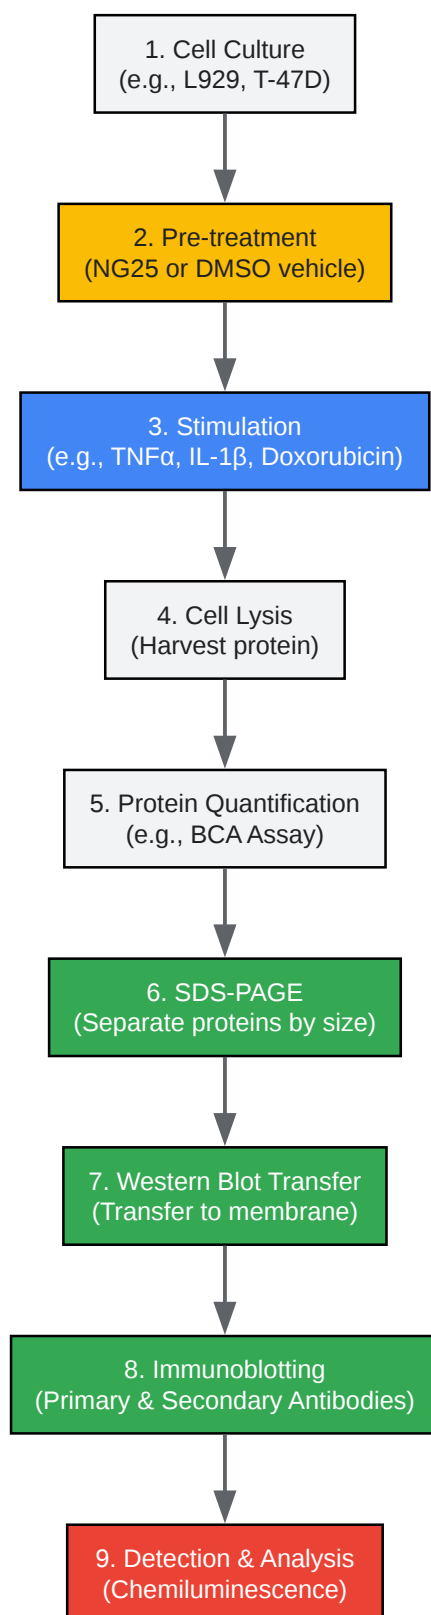 1. Cell Culture
(e.g., L929, T-47D)
2. Pre-treatment
(NG25 or DMSO vehicle)
3. Stimulation
(e.g., TNFα, IL-1β, Doxorubicin)
4. Cell Lysis
(Harvest protein)
5. Protein Quantification
(e.g., BCA Assay)
6. SDS-PAGE
(Separate proteins by size)
7. Western Blot Transfer
(Transfer to membrane)
8. Immunoblotting
(Primary & Secondary Antibodies)
9. Detection & Analysis
(Chemiluminescence)